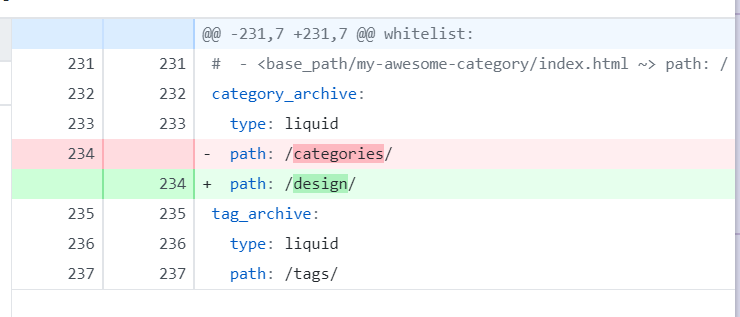 @@ -231,7 +231,7 @@ whitelist:
231 231 #  - <base_path/my-awesome-category/index.html ~> path: /
232 232 category_archive:
233 233   type: liquid
234 -   path: /categories/
234 +   path: /design/
235 235 tag_archive:
236 236   type: liquid
237 237   path: /tags/